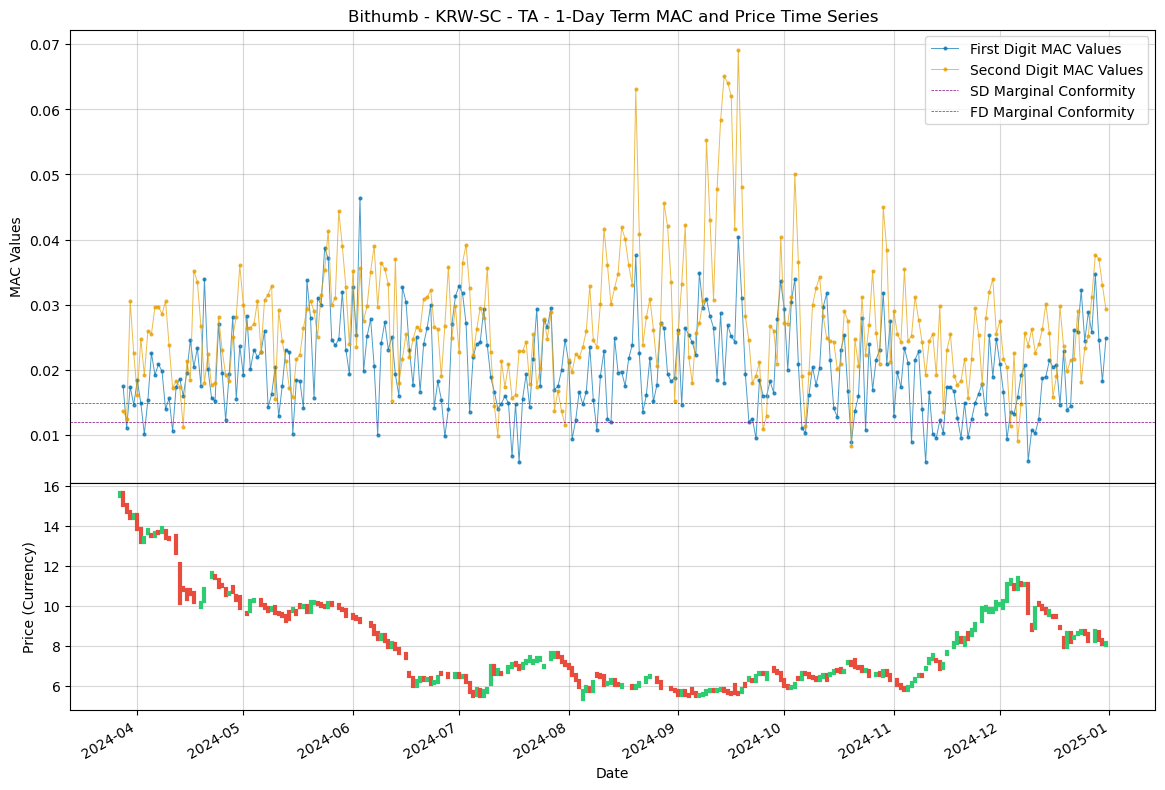 Bithumb - KRW-SC - TA - 1-Day Term MAC and Price Time Series
First Digit MAC Values
Second Digit MAC Values
SD Marginal Conformity
FD Marginal Conformity
MAC Values
0.07
0.06
0.05
0.04
0.03
0.02
0.01
Price (Currency)
16
14
12
10
8
6
2024-04
2024-05
2024-06
2024-07
2024-08
2024-09
2024-10
2024-11
2024-12
2025-01
Date